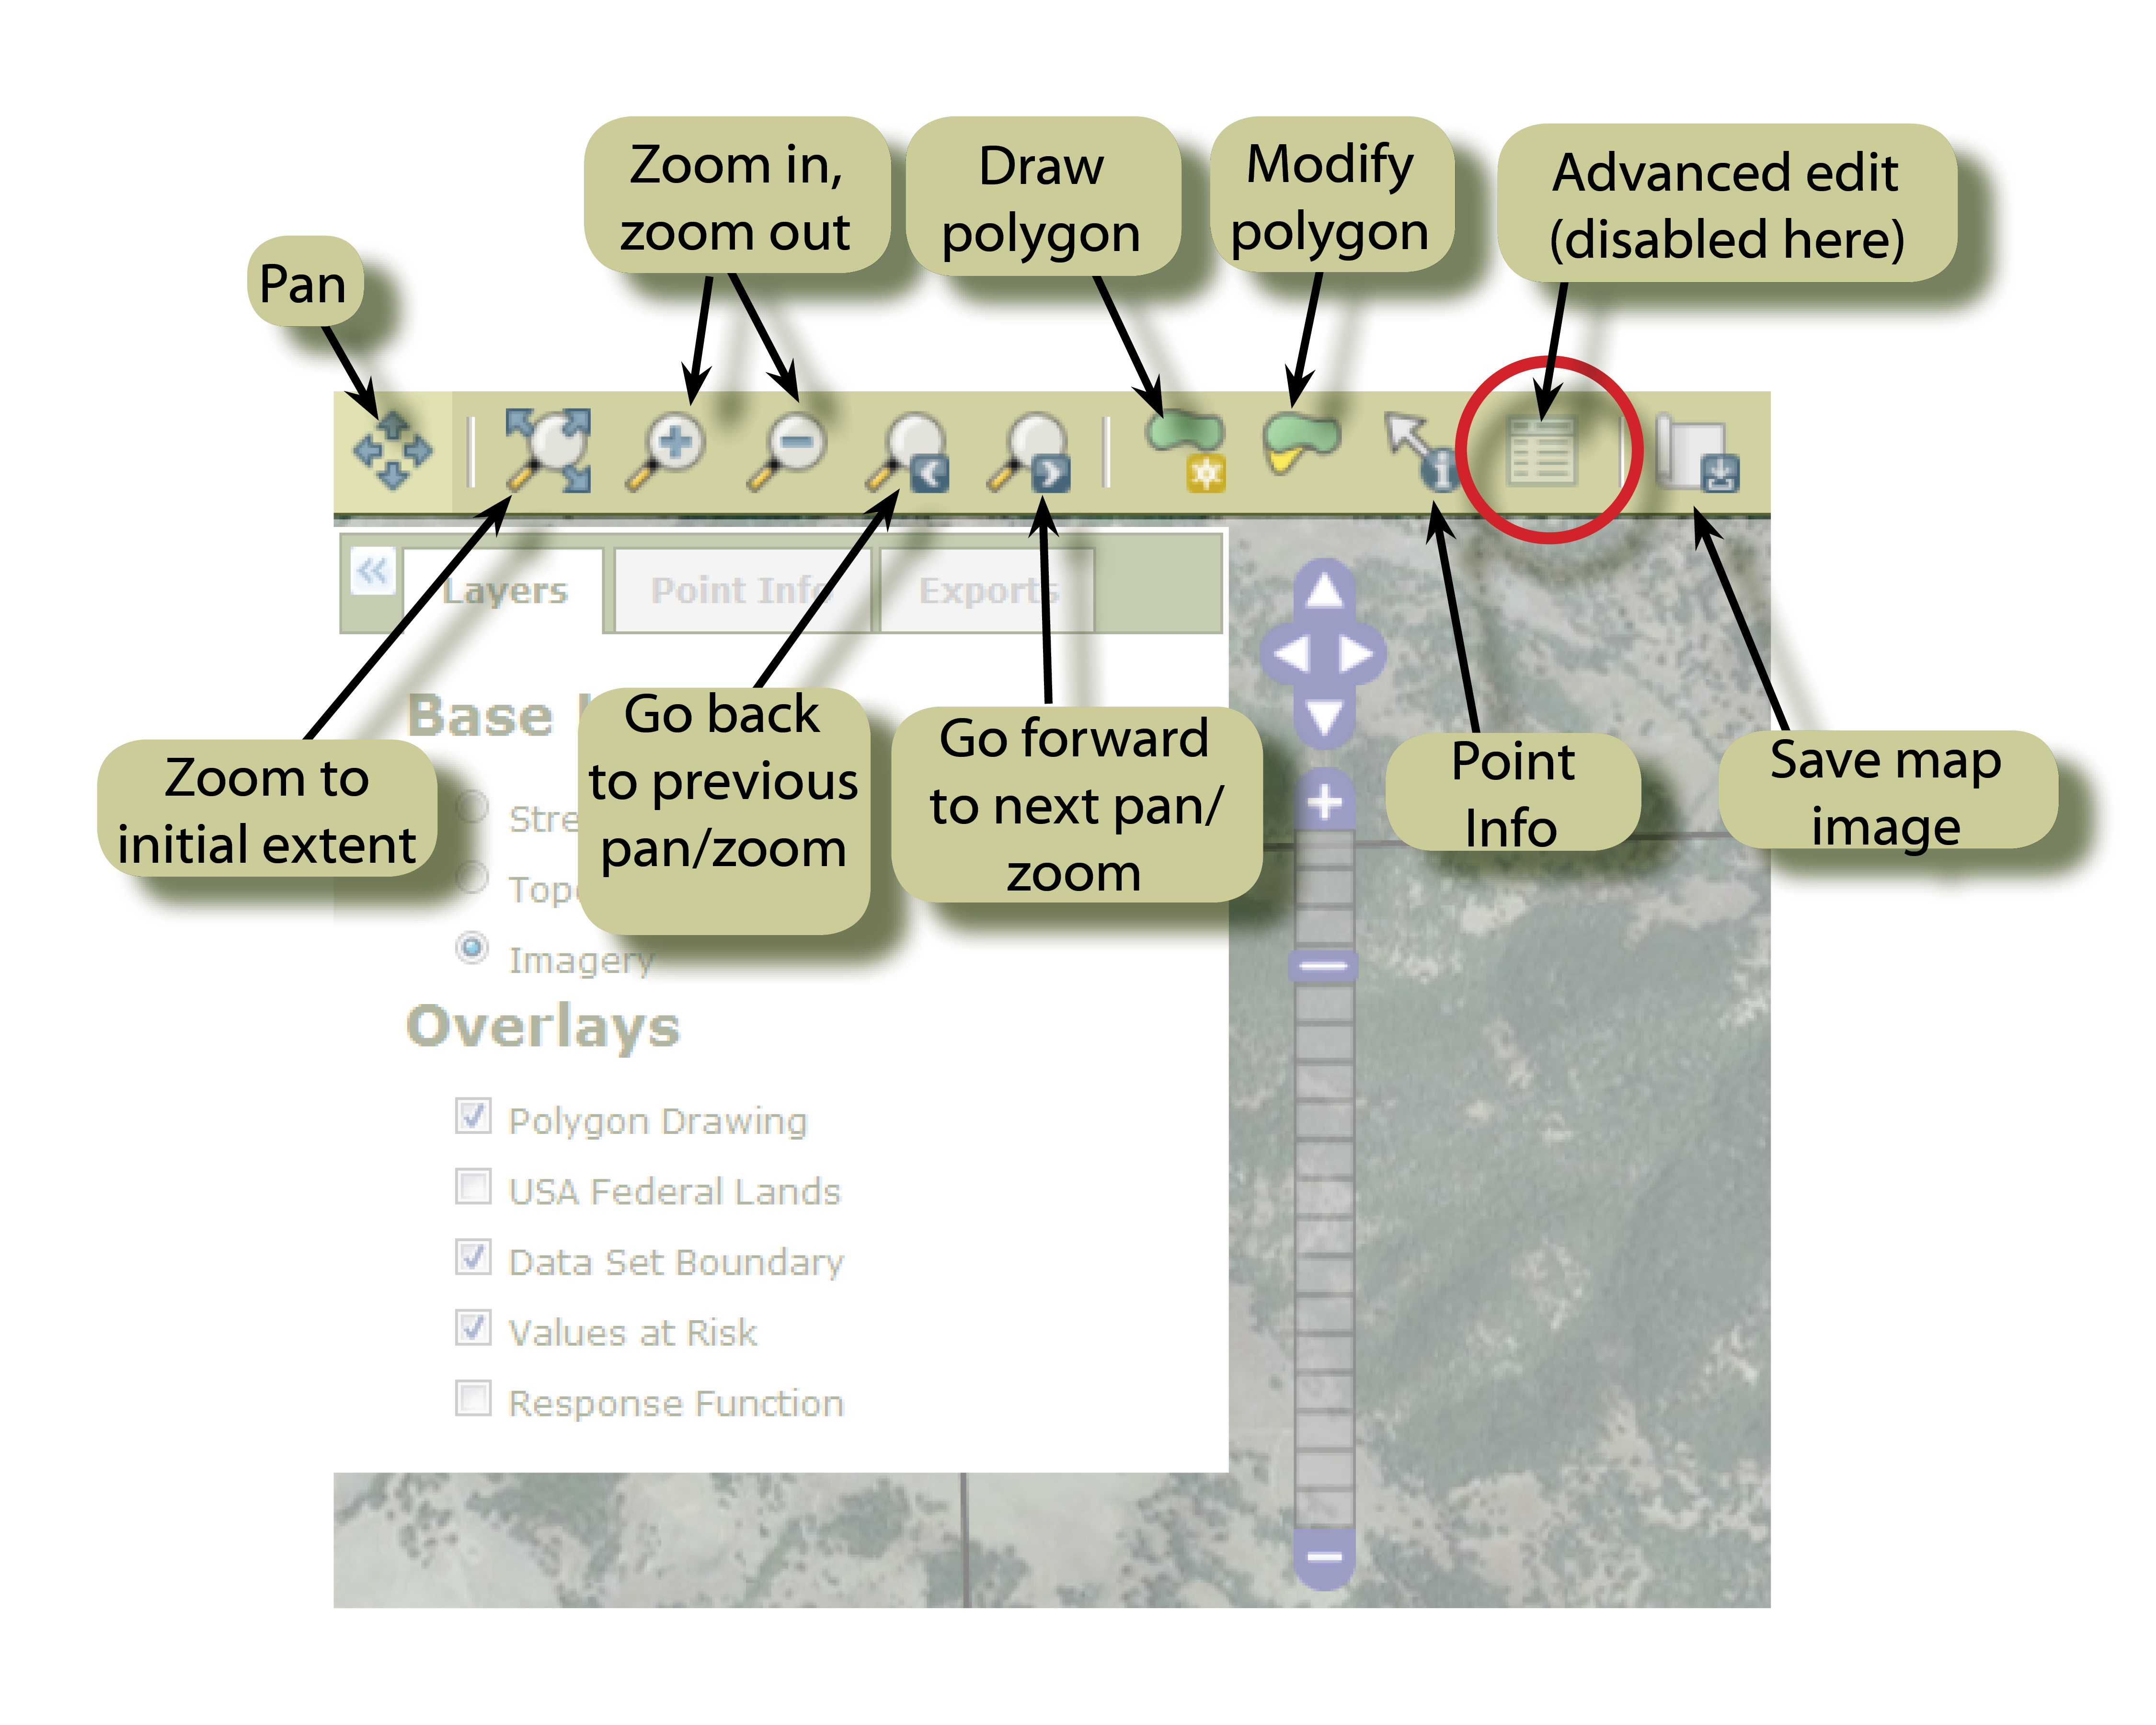 Zoom in,
zoom out
Draw
polygon
Modify
polygon
Advanced edit
(disabled here)
Pan
Layers
Point Info
Exports
Base
Zoom to
initial extent
Go back
to previous
pan/zoom
Go forward
to next pan/
zoom
Point
Info
Save map
image
Imagery
Overlays
Polygon Drawing
USA Federal Lands
Data Set Boundary
Values at Risk
Response Function